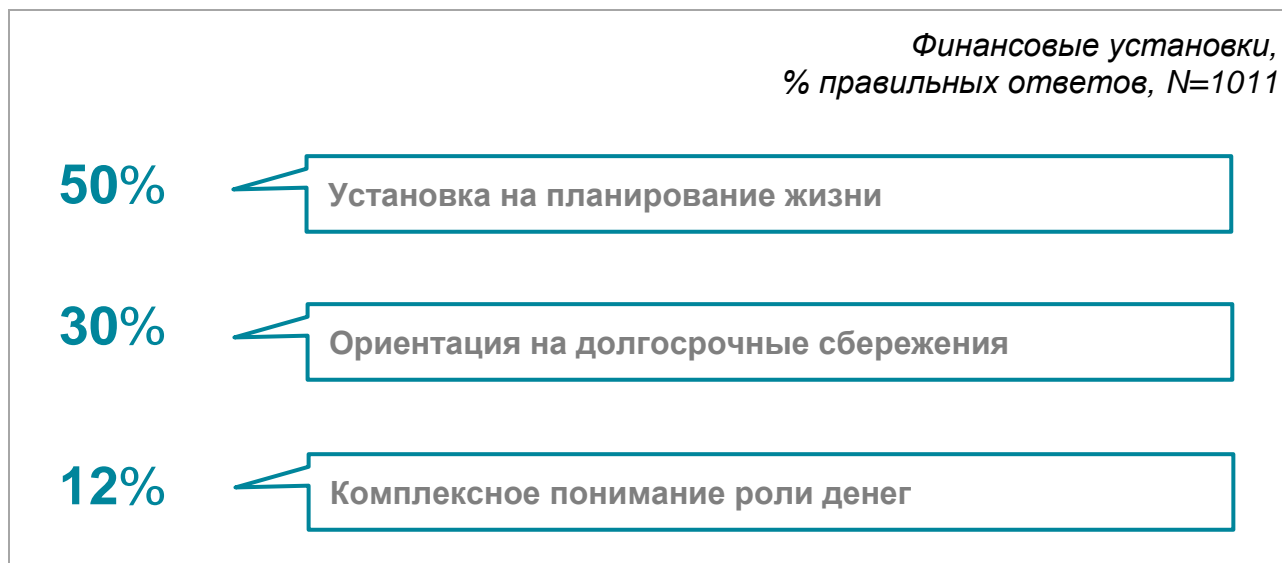 Финансовые установки,
% правильных ответов, N=1011
50%
Установка на планирование жизни
30%
Ориентация на долгосрочные сбережения
12%
Комплексное понимание роли денег